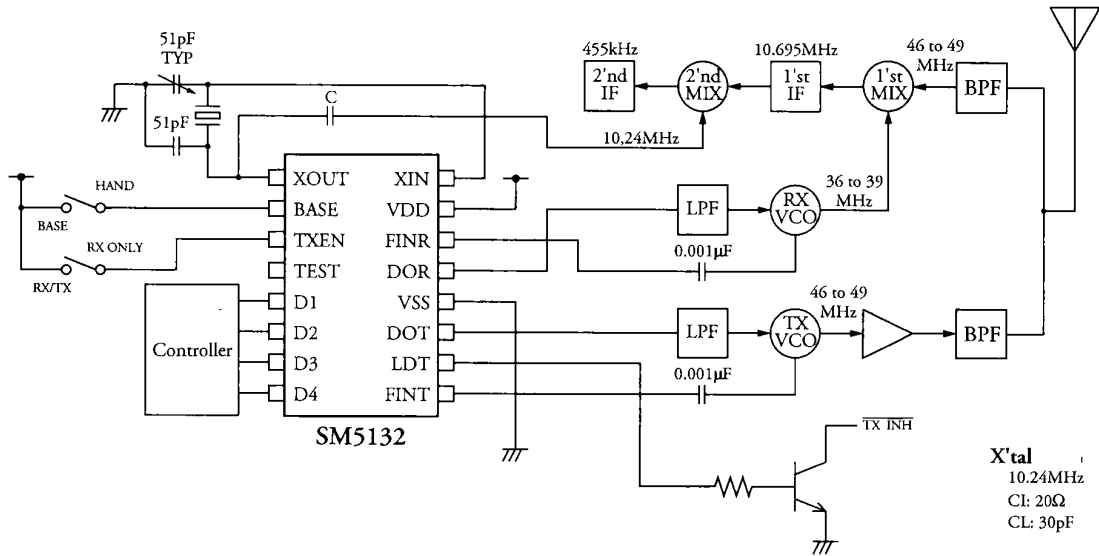 51pF
TYP
51pF
C
455kHz
2'nd
IF
2'nd
MIX
10.695MHz
1'st
IF
1'st
MIX
46 to 49
MHz
BPF
10,24MHz
HAND
BASE
RX ONLY
RX/TX
XOUT
BASE
TXEN
TEST
D1
D2
D3
D4
XIN
VDD
FINR
DOR
VSS
DOT
LDT
FINT
SM5132
Controller
LPF
RX
VCO
36 to 39
MHz
0.001μF
LPF
TX
VCO
46 to 49
MHz
BPF
0.001μF
TX INH
X'tal
10.24MHz
CI: 20Ω
CL: 30pF